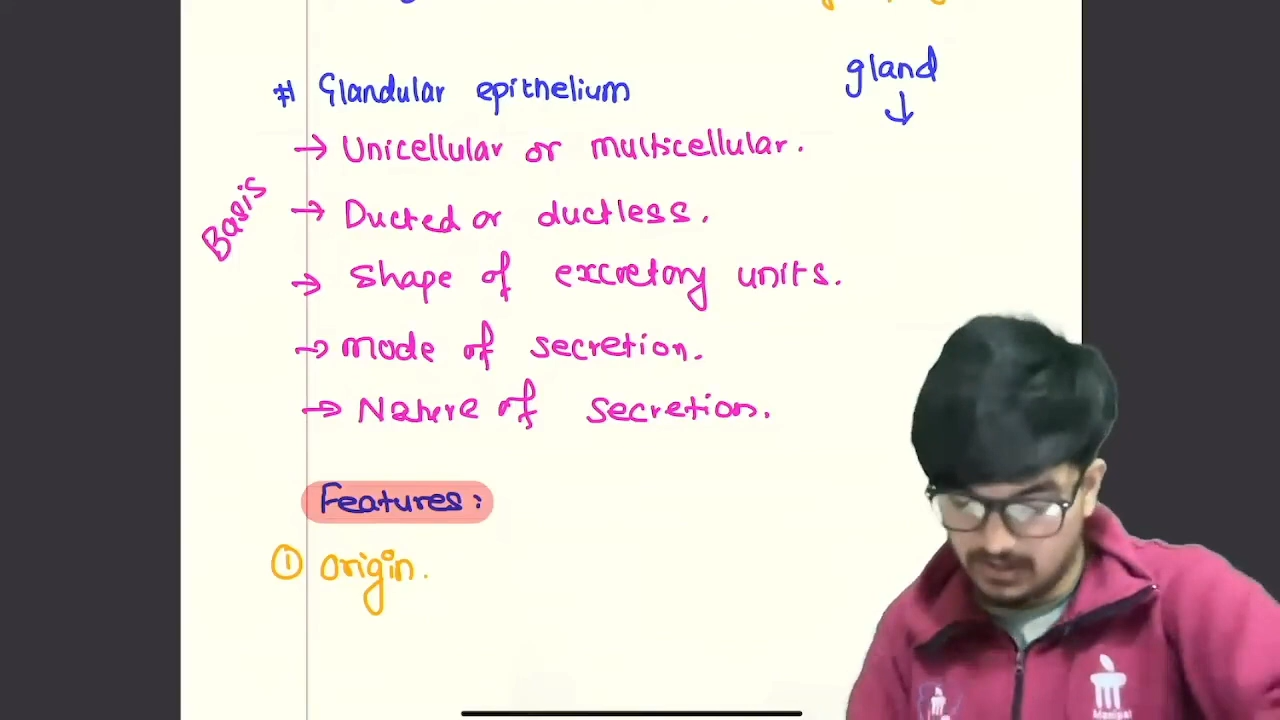 # Glandular epithelium
gland
↓
Basis
→ Unicellular or multicellular.
→ Ducted or ductless.
→ Shape of excretory units.
→ Mode of secretion.
→ Nature of secretion.
Features:
① Origin.
Manipal